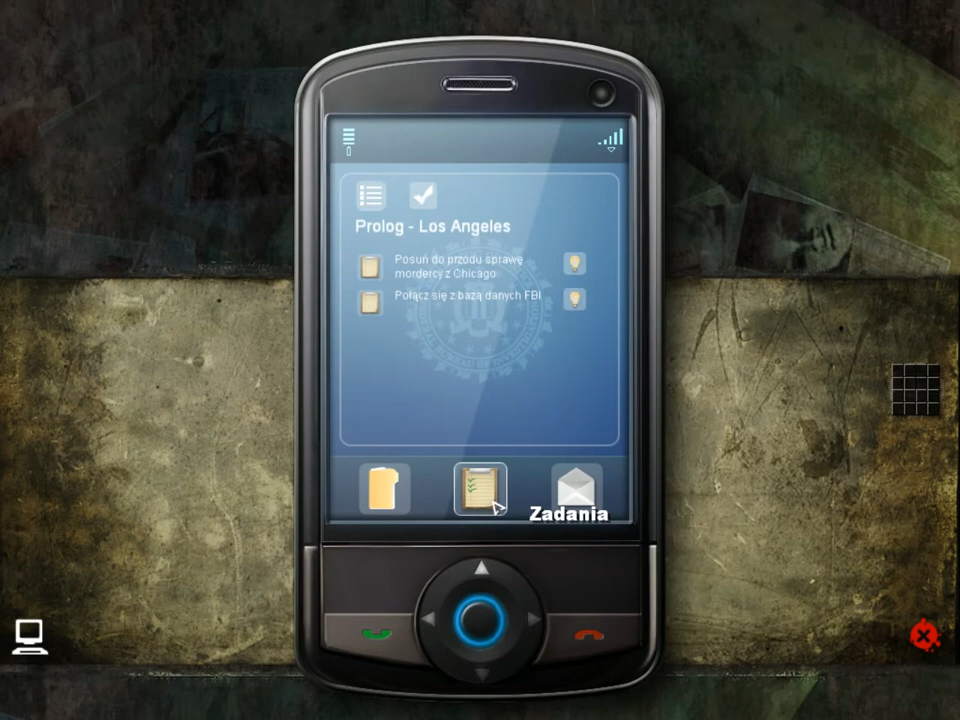 Prolog - Los Angeles
Posuń do przodu sprawę
mordercy z Chicago
Połącz się z bazą danych FBI
Zadania